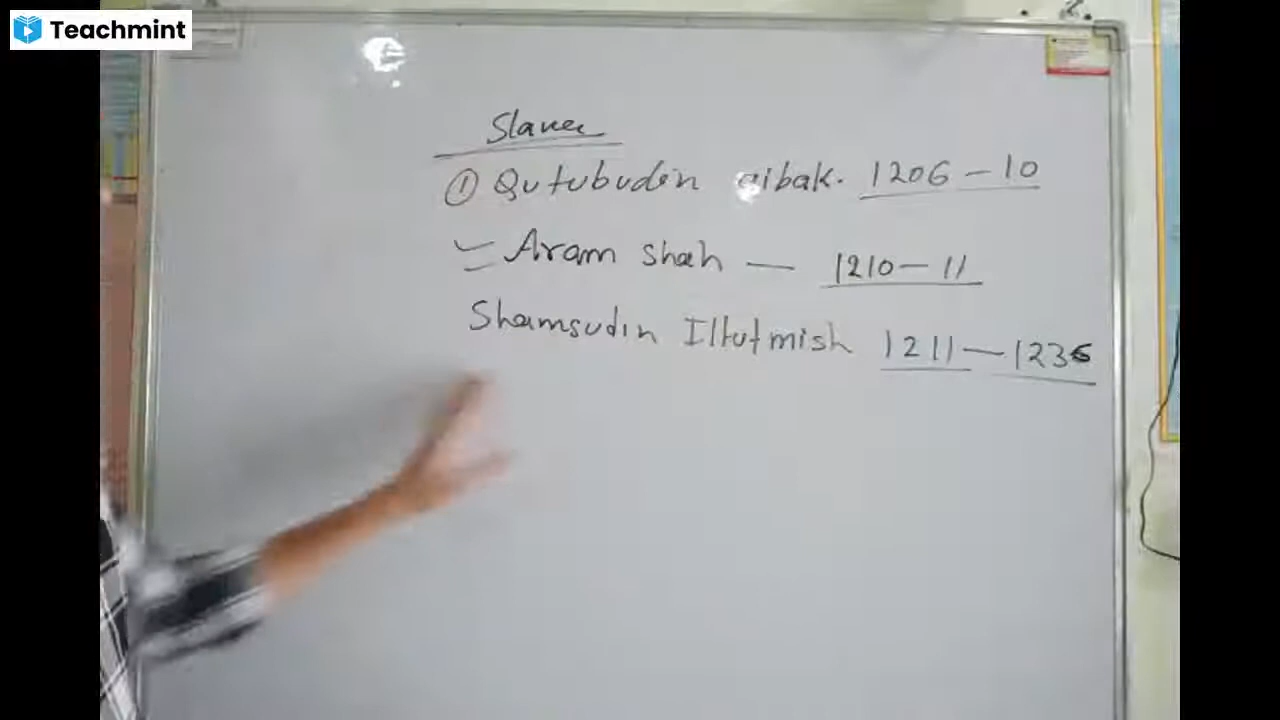 Teachmint
Slaves
① Qutubudin aibak. 1206 - 10
Aram Shah — 1210 - 11
Shamsudin Iltutmish 1211 — 1236